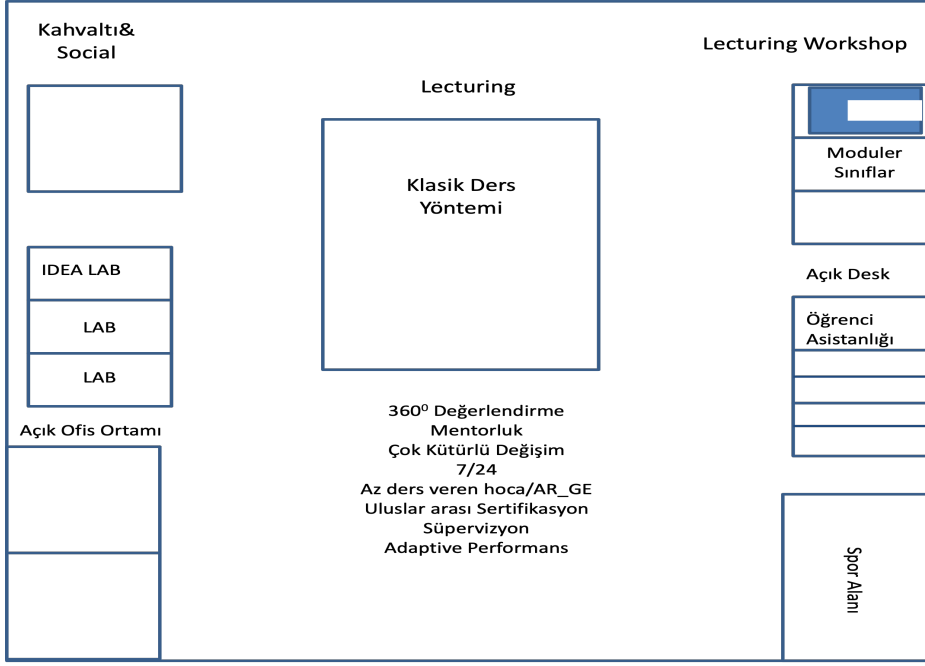 Kahvaltı&
Social
Lecturing Workshop
Lecturing
Klasik Ders
Yöntemi
Moduler
Sınıflar
IDEA LAB
LAB
LAB
Açık Desk
Öğrenci
Asistanlığı
Açık Ofis Ortamı
360⁰ Değerlendirme
Mentorluk
Çok Kütürlü Değişim
7/24
Az ders veren hoca/AR_GE
Uluslar arası Sertifikasyon
Süpervizyon
Adaptive Performans
Spor Alanı